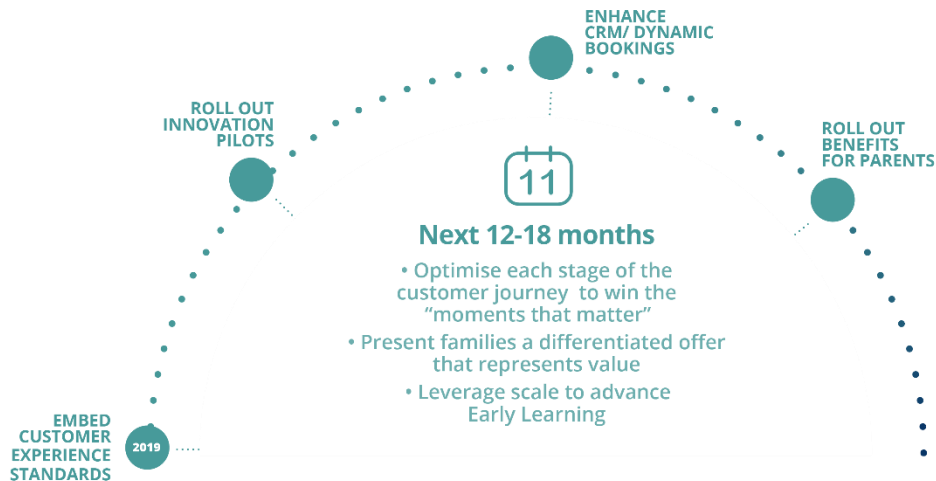 ENHANCE
CRM/ DYNAMIC
BOOKINGS
ROLL OUT
INNOVATION
PILOTS
ROLL OUT
BENEFITS
FOR PARENTS
11
Next 12-18 months
• Optimise each stage of the
customer journey to win the
“moments that matter”
• Present families a differentiated offer
that represents value
• Leverage scale to advance
Early Learning
EMBED
CUSTOMER
EXPERIENCE
STANDARDS
2019